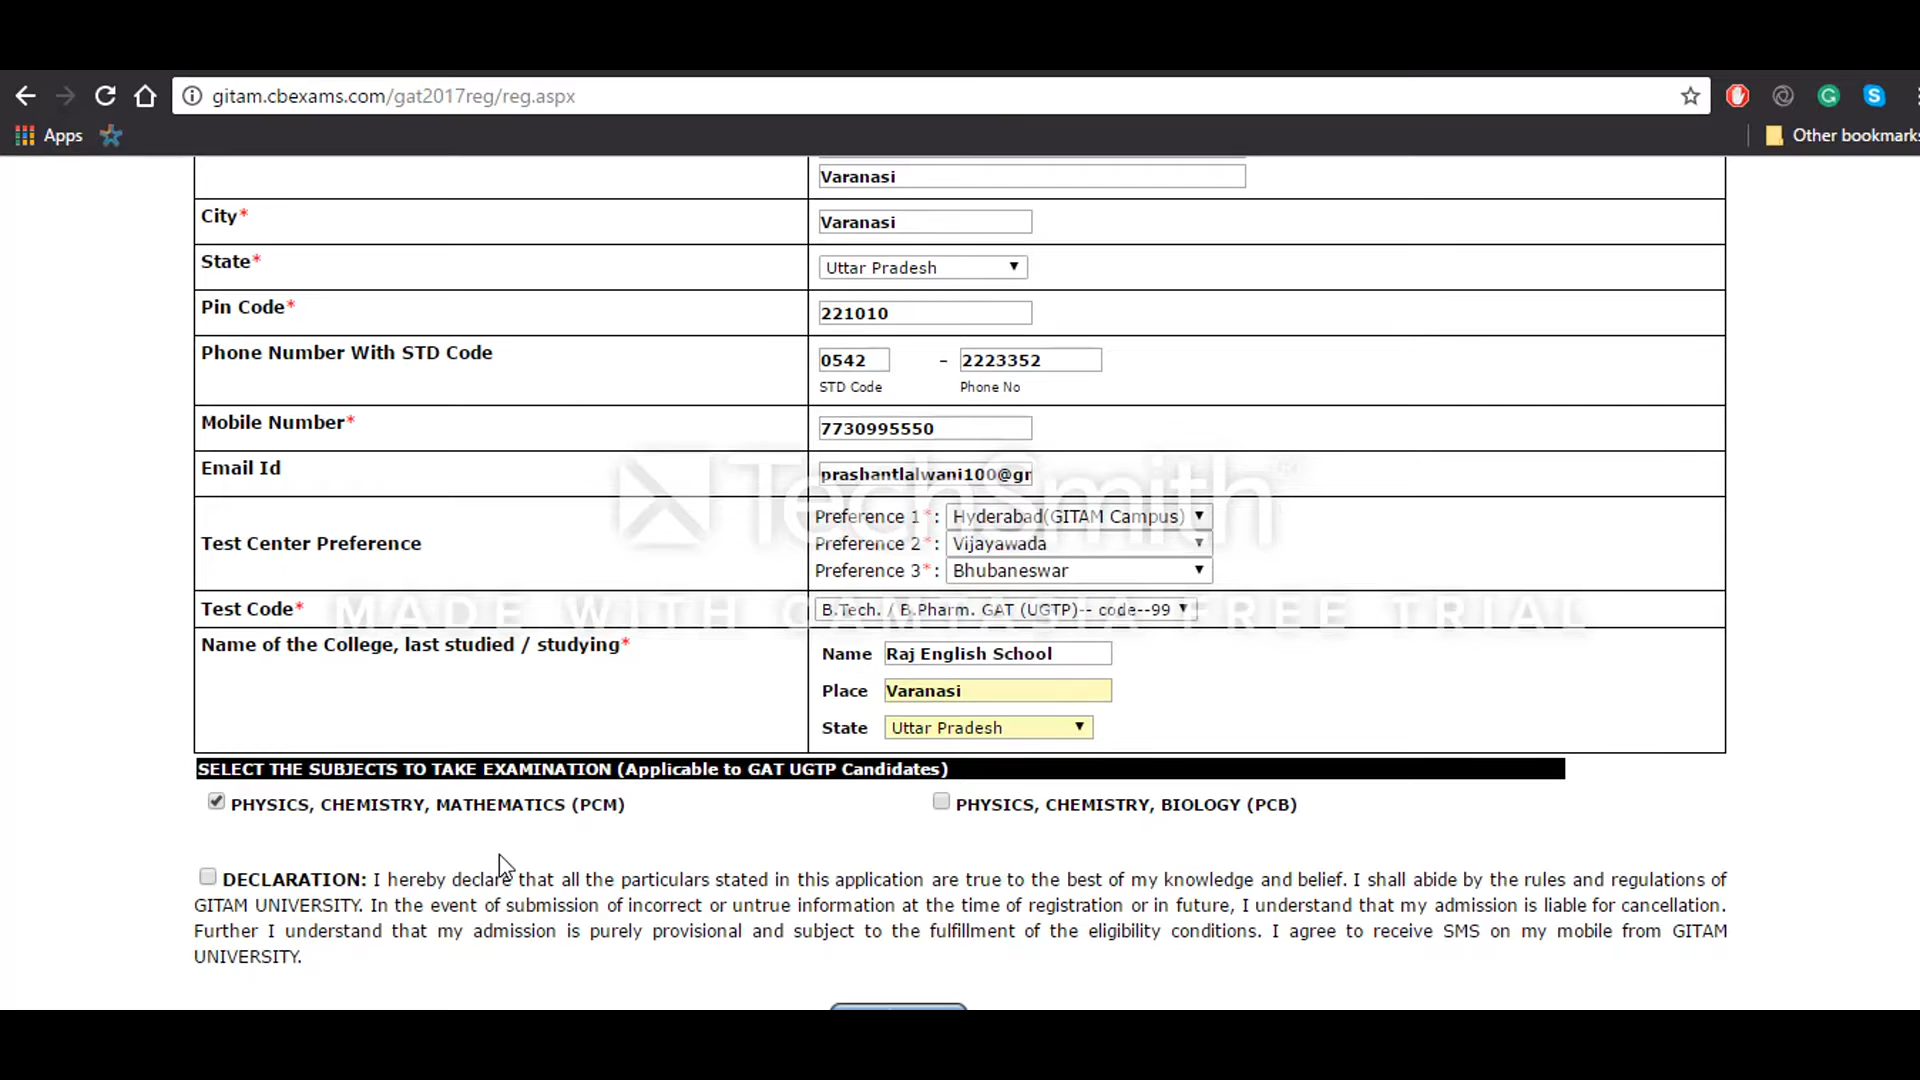 gitam.cbexams.com/gat2017reg/reg.aspx
Apps
Other bookmarks
Varanasi
City* Varanasi
State* Uttar Pradesh
Pin Code* 221010
Phone Number With STD Code 0542 - 2223352
STD Code Phone No
Mobile Number* 7730995550
Email Id prashantlalwani100@gr
TechSmith
Test Center Preference
Preference 1*: Hyderabad(GITAM Campus)
Preference 2*: Vijayawada
Preference 3*: Bhubaneswar
Test Code* B.Tech. / B.Pharm. GAT (UGTP)-- code--99
MADE WITH CAMTASIA FREE TRIAL
Name of the College, last studied / studying*
Name Raj English School
Place Varanasi
State Uttar Pradesh
SELECT THE SUBJECTS TO TAKE EXAMINATION (Applicable to GAT UGTP Candidates)
PHYSICS, CHEMISTRY, MATHEMATICS (PCM) PHYSICS, CHEMISTRY, BIOLOGY (PCB)
DECLARATION: I hereby declare that all the particulars stated in this application are true to the best of my knowledge and belief. I shall abide by the rules and regulations of
GITAM UNIVERSITY. In the event of submission of incorrect or untrue information at the time of registration or in future, I understand that my admission is liable for cancellation.
Further I understand that my admission is purely provisional and subject to the fulfillment of the eligibility conditions. I agree to receive SMS on my mobile from GITAM
UNIVERSITY.